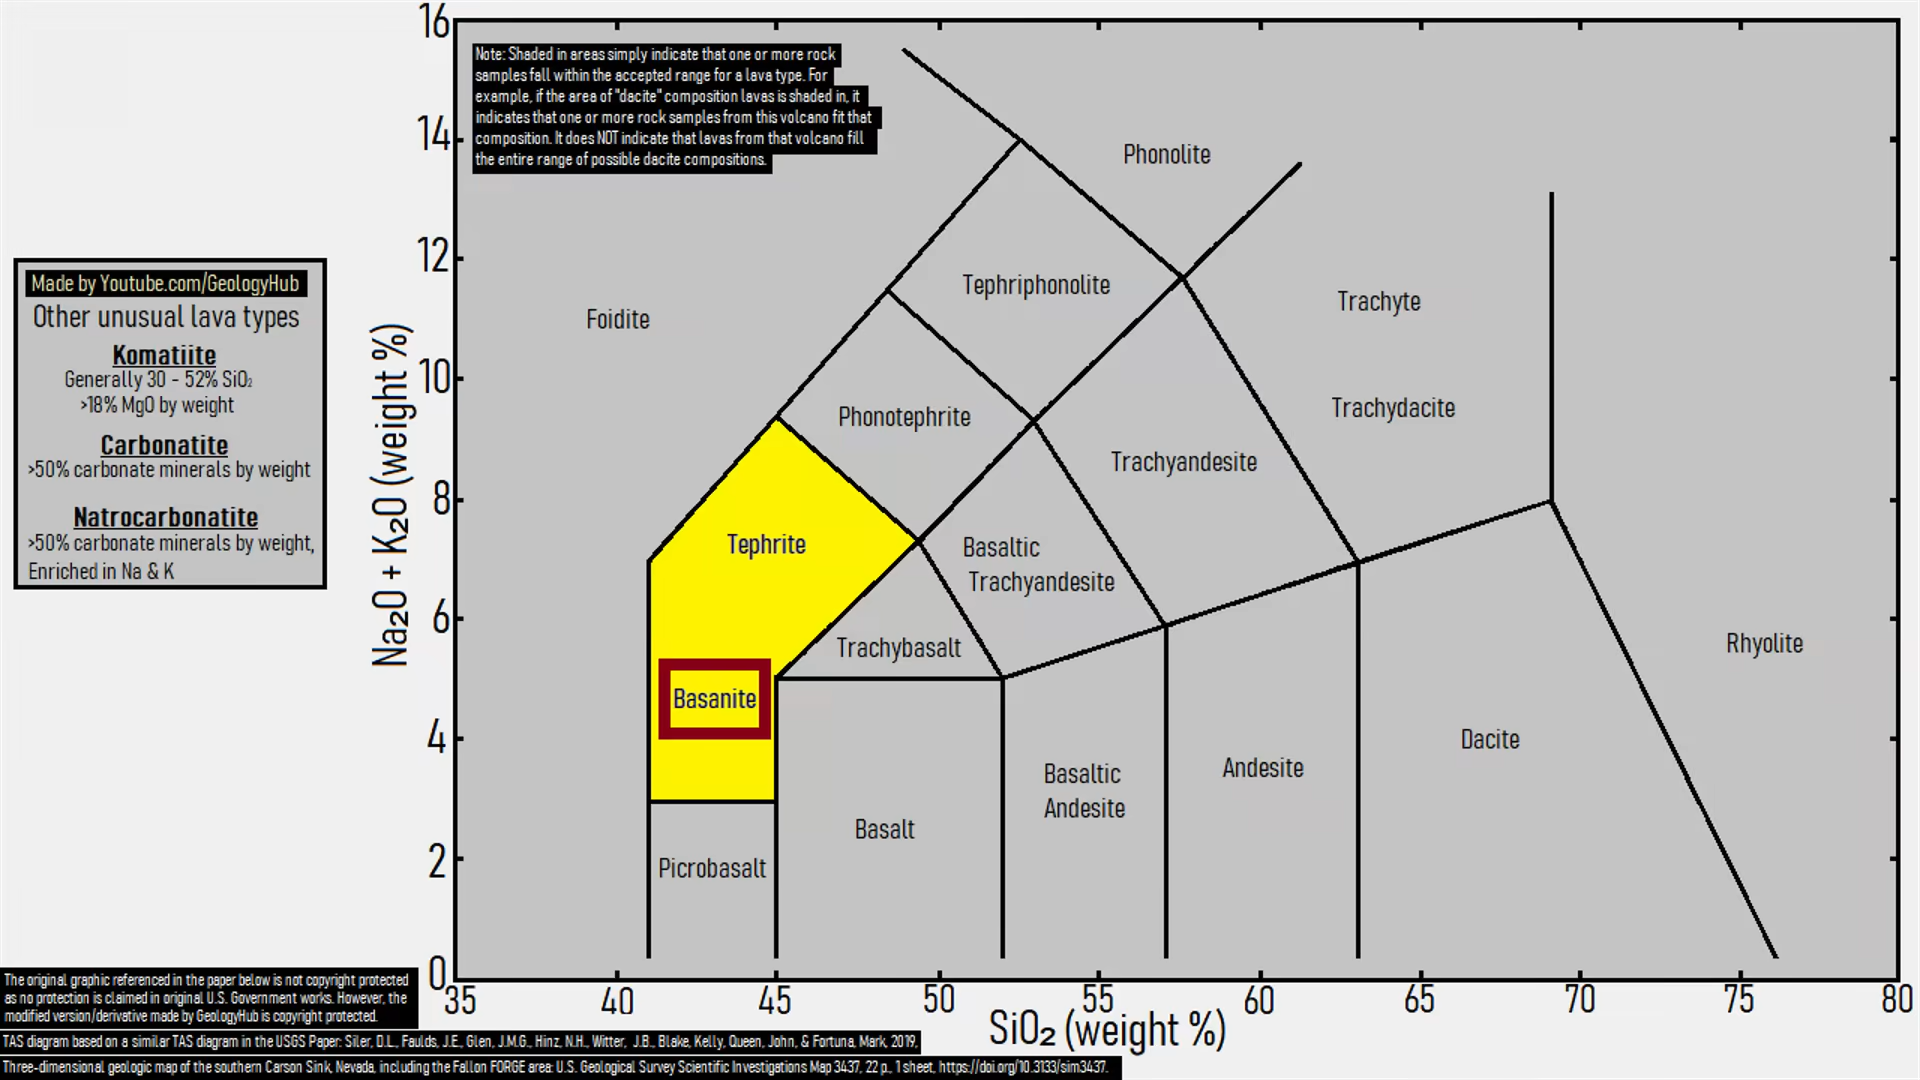 16
14
12
10
8
6
4
2
0
Na₂O + K₂O (weight %)
35
40
45
50
55
60
65
70
75
80
SiO₂ (weight %)
Note: Shaded in areas simply indicate that one or more rock
samples fall within the accepted range for a lava type. For
example, if the area of "dacite" composition lavas is shaded in, it
indicates that one or more rock samples from this volcano fit that
composition. It does NOT indicate that lavas from that volcano fill
the entire range of possible dacite compositions.
Phonolite
Tephriphonolite
Trachyte
Foidite
Phonotephrite
Trachydacite
Trachyandesite
Tephrite
Basaltic
Trachyandesite
Trachybasalt
Rhyolite
Basanite
Dacite
Basaltic
Andesite
Andesite
Basalt
Picrobasalt
Made by Youtube.com/GeologyHub
Other unusual lava types
Komatiite
Generally 30 - 52% SiO₂
>18% MgO by weight
Carbonatite
>50% carbonate minerals by weight
Natrocarbonatite
>50% carbonate minerals by weight,
Enriched in Na & K
The original graphic referenced in the paper below is not copyright protected
as no protection is claimed in original U.S. Government works. However, the
modified version/derivative made by GeologyHub is copyright protected.
TAS diagram based on a similar TAS diagram in the USGS Paper: Siler, D.L., Faulds, J.E., Glen, J.M.G., Hinz, N.H., Witter, J.B., Blake, Kelly, Queen, John, & Fortuna, Mark, 2019,
Three-dimensional geologic map of the southern Carson Sink, Nevada, including the Fallon FORGE area: U.S. Geological Survey Scientific Investigations Map 3437, 22 p., 1 sheet, https://doi.org/10.3133/sim3437.